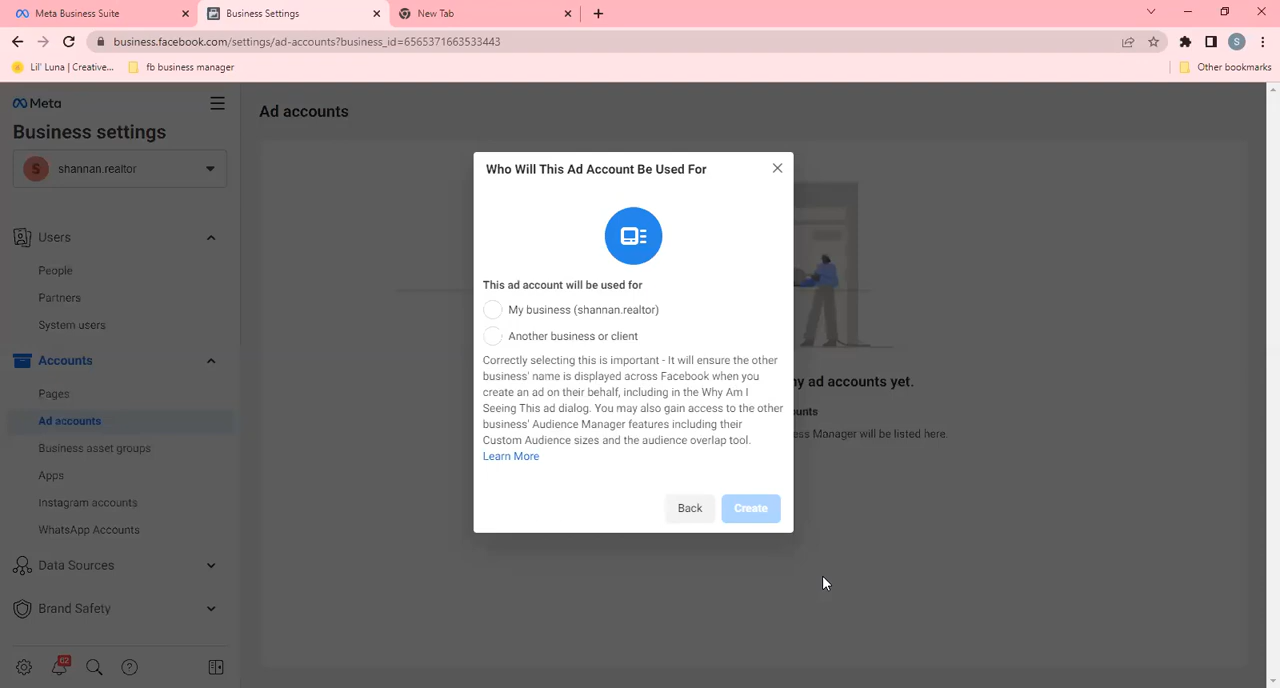 Meta Business Suite
Business Settings
New Tab
business.facebook.com/settings/ad-accounts?business_id=6565371663533443
S
Lil' Luna | Creative...
fb business manager
Other bookmarks
Meta
Business settings
S
shannan.realtor
Users
People
Partners
System users
Accounts
Pages
Ad accounts
Business asset groups
Apps
Instagram accounts
WhatsApp Accounts
Data Sources
Brand Safety
62
Ad accounts
ny ad accounts yet.
ounts
ess Manager will be listed here.
Who Will This Ad Account Be Used For
This ad account will be used for
My business (shannan.realtor)
Another business or client
Correctly selecting this is important - It will ensure the other
business' name is displayed across Facebook when you
create an ad on their behalf, including in the Why Am I
Seeing This ad dialog. You may also gain access to the other
business' Audience Manager features including their
Custom Audience sizes and the audience overlap tool.
Learn More
Back
Create